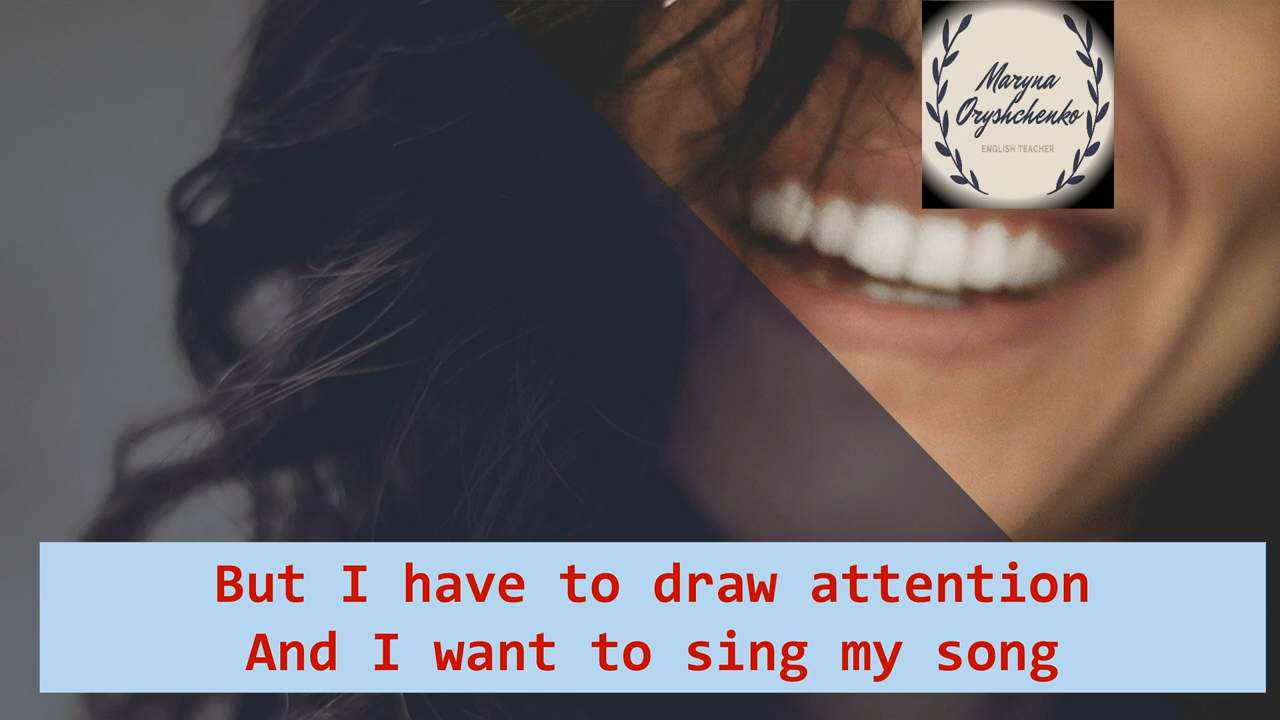 Maryna
Oryshchenko
ENGLISH TEACHER
But I have to draw attention
And I want to sing my song